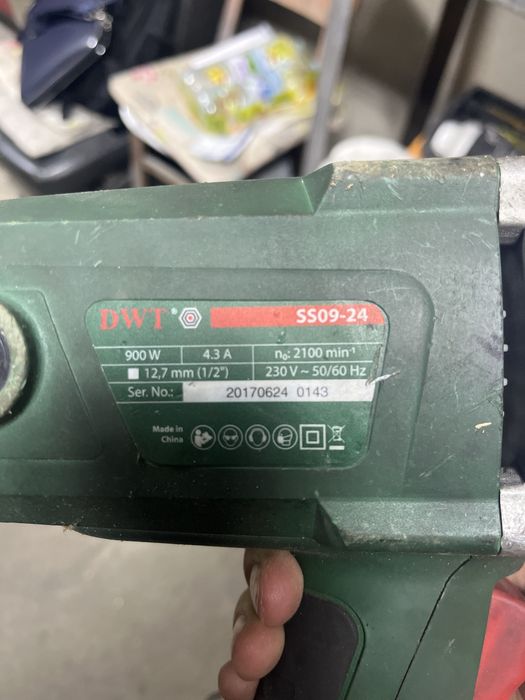 DWT® SS09-24
900 W 4.3 A n₀: 2100 min⁻¹
12,7 mm (1/2") 230 V ~ 50/60 Hz
Ser. No.: 20170624 0143
Made in
China